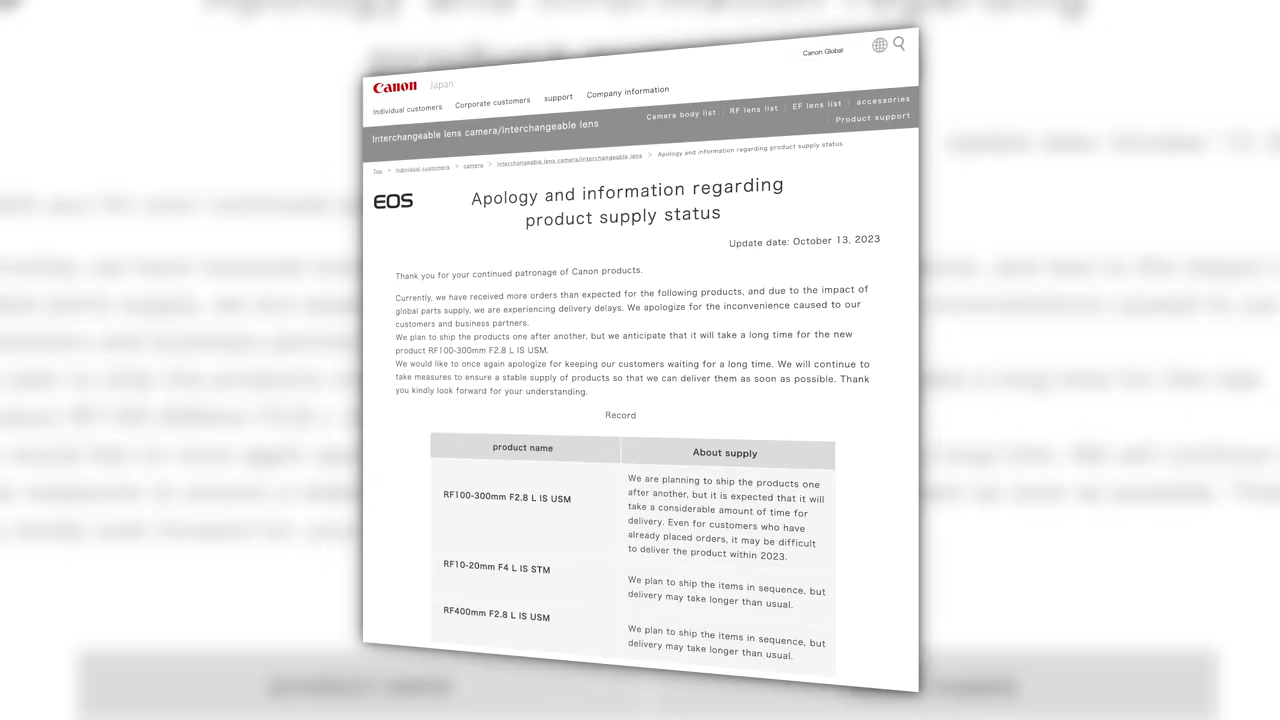 Canon Global
Canon Japan
Individual customers Corporate customers support Company information
Interchangeable lens camera/interchangeable lens
Camera body list RF lens list EF lens list accessories
Product support
Top > Individual customers > camera > Interchangeable lens camera/interchangeable lens > Apology and information regarding product supply status
EOS
Apology and information regarding
product supply status
Update date: October 13, 2023
Thank you for your continued patronage of Canon products.
Currently, we have received more orders than expected for the following products, and due to the impact of
global parts supply, we are experiencing delivery delays. We apologize for the inconvenience caused to our
customers and business partners.
We plan to ship the products one after another, but we anticipate that it will take a long time for the new
product RF100-300mm F2.8 L IS USM.
We would like to once again apologize for keeping our customers waiting for a long time. We will continue to
take measures to ensure a stable supply of products so that we can deliver them as soon as possible. Thank
you kindly look forward for your understanding.
Record
product name About supply
RF100-300mm F2.8 L IS USM
We are planning to ship the products one
after another, but it is expected that it will
take a considerable amount of time for
delivery. Even for customers who have
already placed orders, it may be difficult
to deliver the product within 2023.
RF10-20mm F4 L IS STM
We plan to ship the items in sequence, but
delivery may take longer than usual.
RF400mm F2.8 L IS USM
We plan to ship the items in sequence, but
delivery may take longer than usual.